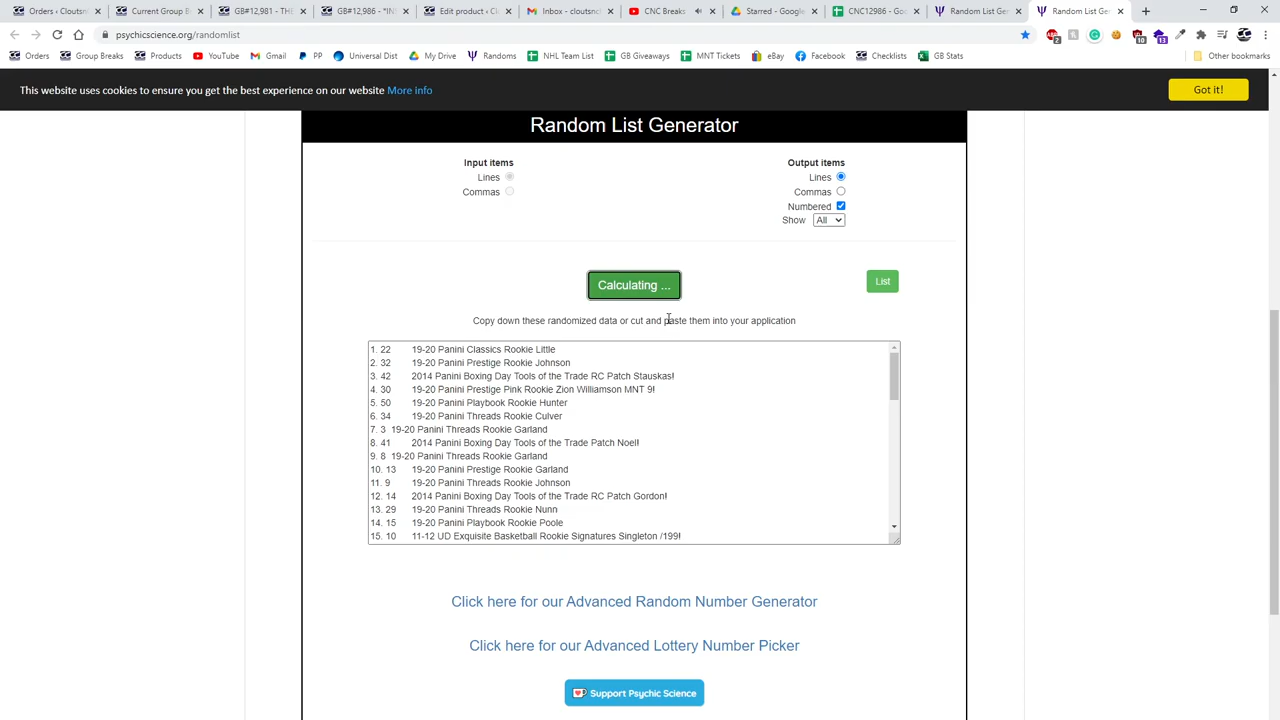 Orders ‹ Cloutsn
Current Group B
GB#12,981 - THE
GB#12,986 - "IN
Edit product ‹ Cl
Inbox - cloutsncl
CNC Breaks
Starred - Google
CNC12986 - Goo
Random List Gen
Random List Gen
psychicscience.org/randomlist
2
10
13
Orders
Group Breaks
Products
YouTube
Gmail
PP
Universal Dist
My Drive
Randoms
NHL Team List
GB Giveaways
MNT Tickets
eBay
Facebook
Checklists
GB Stats
Other bookmarks
This website uses cookies to ensure you get the best experience on our website More info
Got it!
Random List Generator
Input items
Output items
Lines
Lines
Commas
Commas
Numbered
Show All
Calculating ...
List
Copy down these randomized data or cut and paste them into your application
1. 22 19-20 Panini Classics Rookie Little
2. 32 19-20 Panini Prestige Rookie Johnson
3. 42 2014 Panini Boxing Day Tools of the Trade RC Patch Stauskas!
4. 30 19-20 Panini Prestige Pink Rookie Zion Williamson MNT 9!
5. 50 19-20 Panini Playbook Rookie Hunter
6. 34 19-20 Panini Threads Rookie Culver
7. 3 19-20 Panini Threads Rookie Garland
8. 41 2014 Panini Boxing Day Tools of the Trade Patch Noel!
9. 8 19-20 Panini Threads Rookie Garland
10. 13 19-20 Panini Prestige Rookie Garland
11. 9 19-20 Panini Threads Rookie Johnson
12. 14 2014 Panini Boxing Day Tools of the Trade RC Patch Gordon!
13. 29 19-20 Panini Threads Rookie Nunn
14. 15 19-20 Panini Playbook Rookie Poole
15. 10 11-12 UD Exquisite Basketball Rookie Signatures Singleton /199!
Click here for our Advanced Random Number Generator
Click here for our Advanced Lottery Number Picker
Support Psychic Science